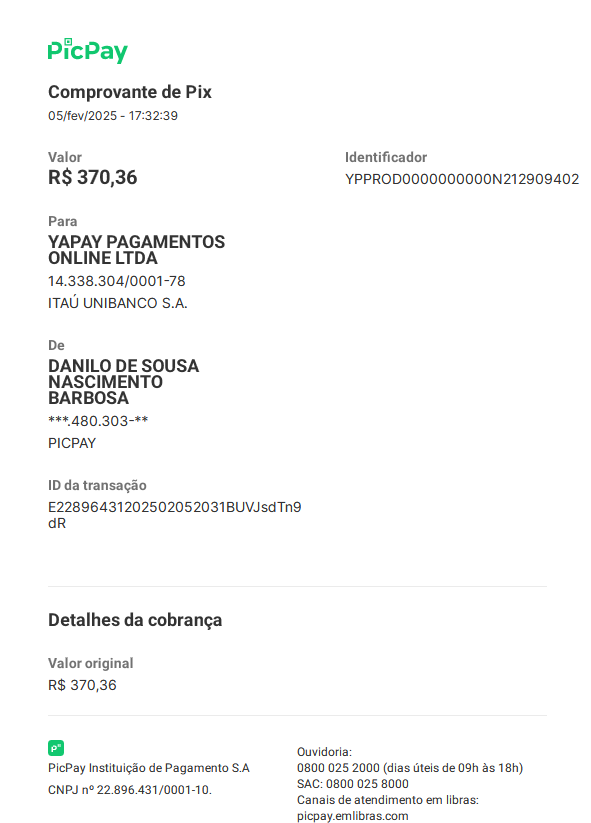 PicPay
Comprovante de Pix
05/fev/2025 - 17:32:39
Valor
R$ 370,36
Identificador
YPPROD0000000000N212909402
Para
YAPAY PAGAMENTOS
ONLINE LTDA
14.338.304/0001-78
ITAÚ UNIBANCO S.A.
De
DANILO DE SOUSA
NASCIMENTO
BARBOSA
***.480.303-**
PICPAY
ID da transação
E22896431202502052031BUVJsdTn9
dR
Detalhes da cobrança
Valor original
R$ 370,36
PicPay Instituição de Pagamento S.A
CNPJ nº 22.896.431/0001-10.
Ouvidoria:
0800 025 2000 (dias úteis de 09h às 18h)
SAC: 0800 025 8000
Canais de atendimento em libras:
picpay.emlibras.com